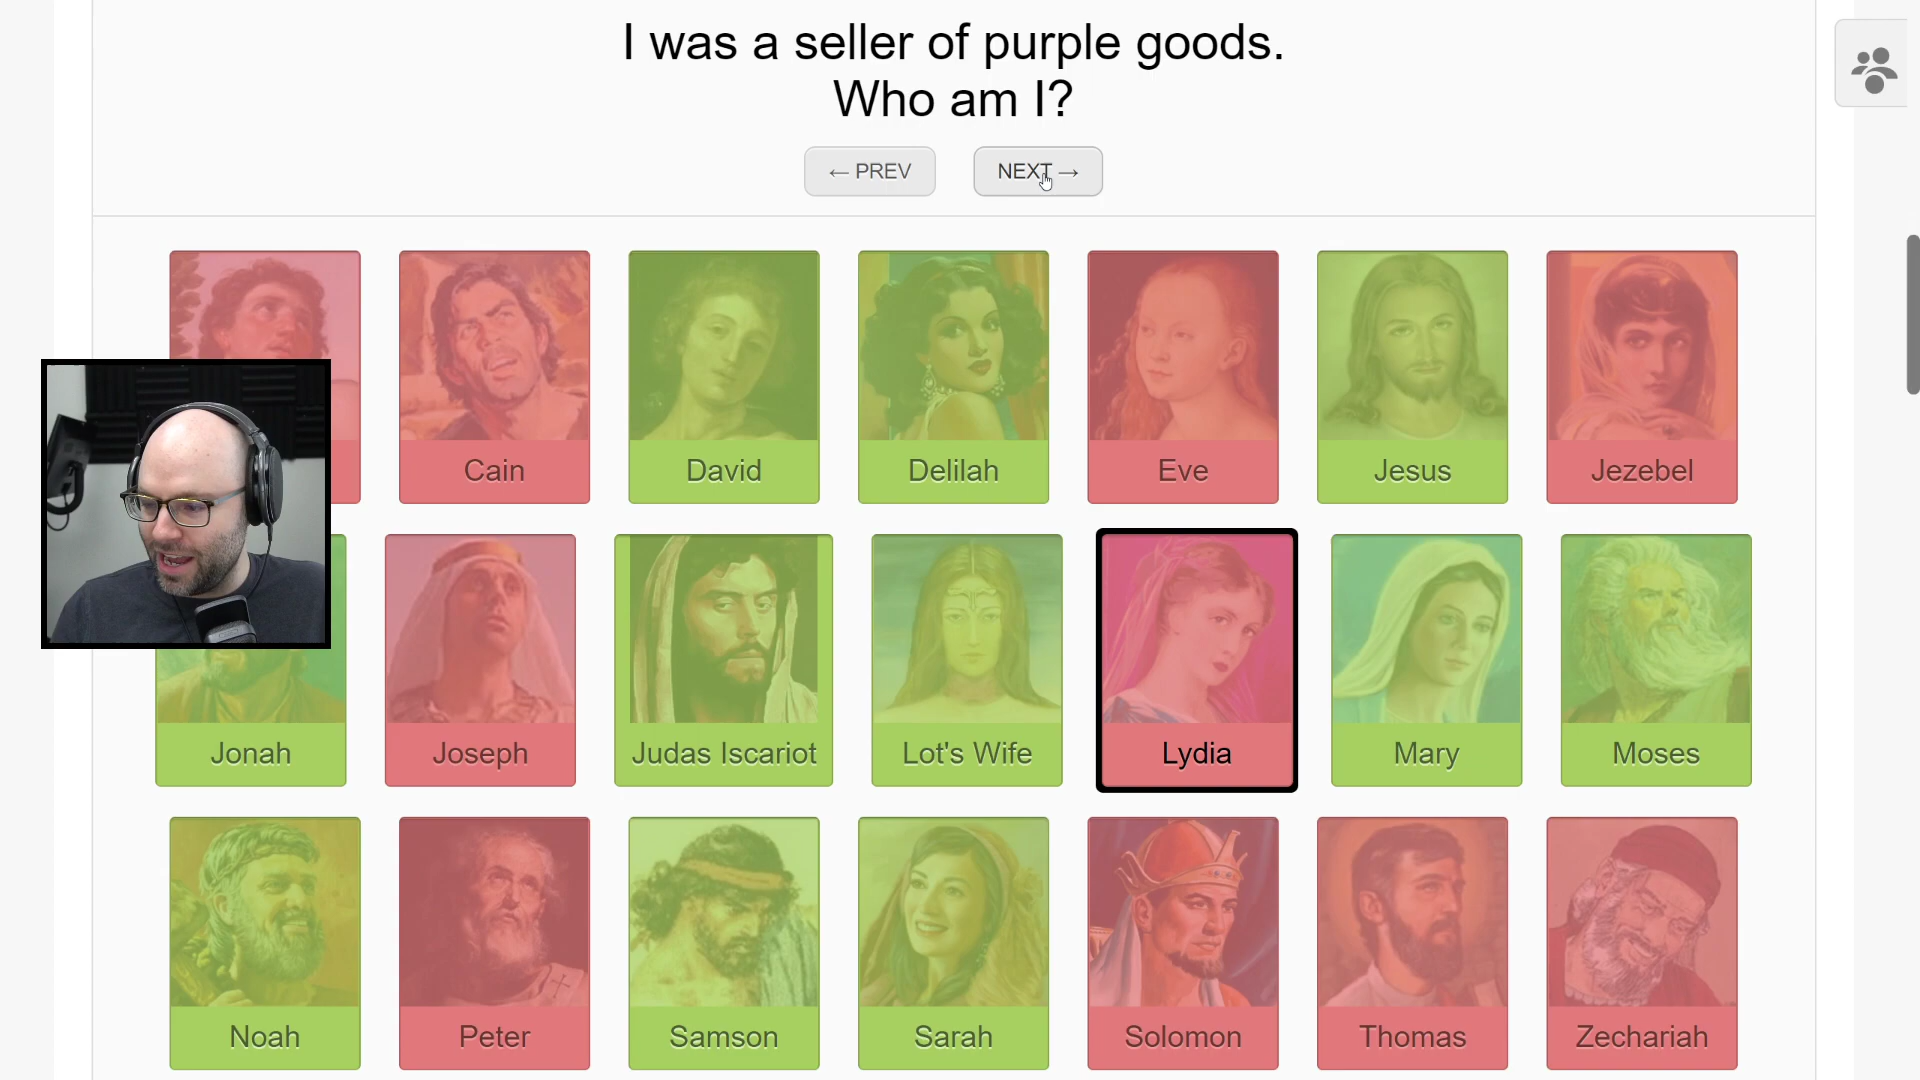 I was a seller of purple goods.
Who am I?
← PREV
NEXT →
Cain
David
Delilah
Eve
Jesus
Jezebel
Jonah
Joseph
Judas Iscariot
Lot's Wife
Lydia
Mary
Moses
Noah
Peter
Samson
Sarah
Solomon
Thomas
Zechariah